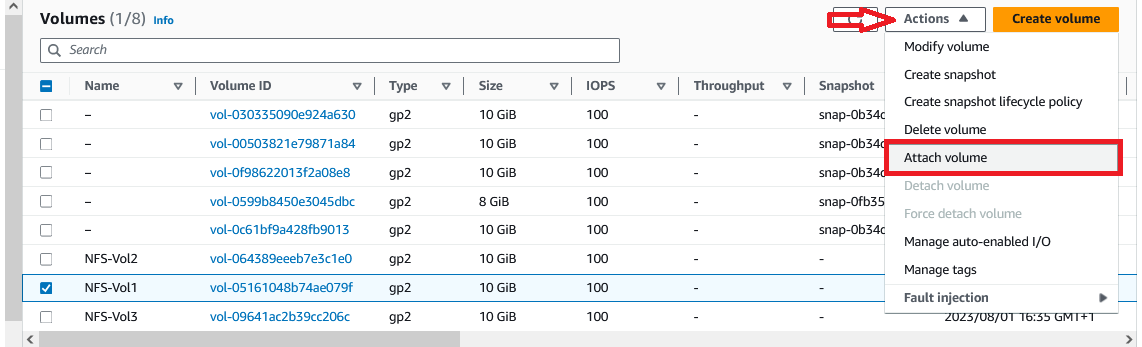 Volumes (1/8) Info
Actions
Create volume
Search
Name Volume ID Type Size IOPS Throughput Snapshot
– vol-030335090e924a630 gp2 10 GiB 100 - snap-0b34d
– vol-00503821e79871a84 gp2 10 GiB 100 - snap-0b34d
– vol-0f98622013f2a08e8 gp2 10 GiB 100 - snap-0b34d
– vol-0599b8450e3045dbc gp2 8 GiB 100 - snap-0fb35
– vol-0c61bf9a428fb9013 gp2 10 GiB 100 - snap-0b34d
NFS-Vol2 vol-064389eeeb7e3c1e0 gp2 10 GiB 100 - -
NFS-Vol1 vol-05161048b74ae079f gp2 10 GiB 100 - -
NFS-Vol3 vol-09641ac2b39cc206c gp2 10 GiB 100 - - 2023/08/01 16:35 GMT+1
Modify volume
Create snapshot
Create snapshot lifecycle policy
Delete volume
Attach volume
Detach volume
Force detach volume
Manage auto-enabled I/O
Manage tags
Fault injection